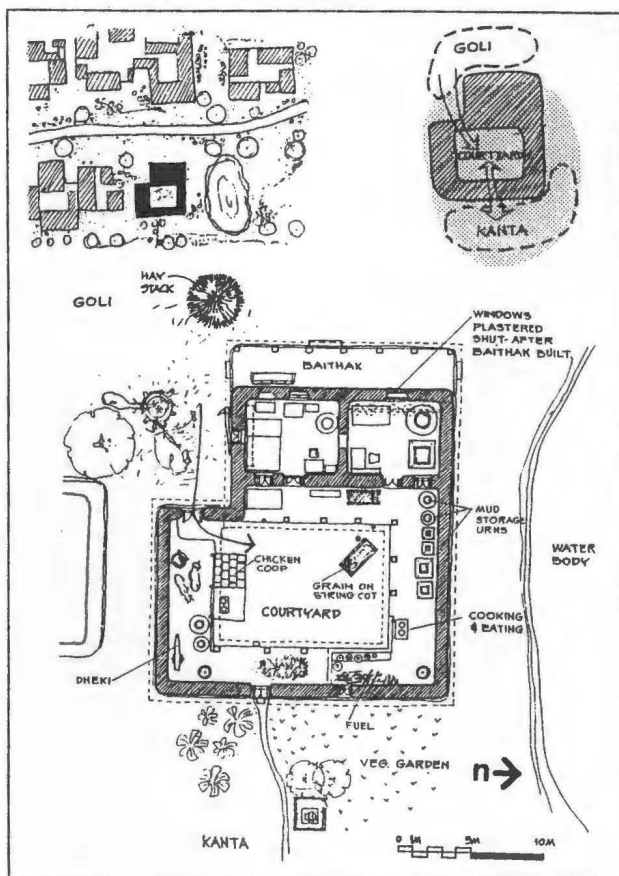 GOLI
COURTYARD
KANTA
HAY
STACK
GOLI
WINDOWS
PLASTERED
SHUT-AFTER
BAITHAK BUILT
BAITHAK
MUD
STORAGE
URNS
WATER
BODY
CHICKEN
COOP
GRAIN ON
STRING COT
COURTYARD
COOKING
& EATING
DHEKI
FUEL
VEG. GARDEN
n→
KANTA
0 1M 5M 10M